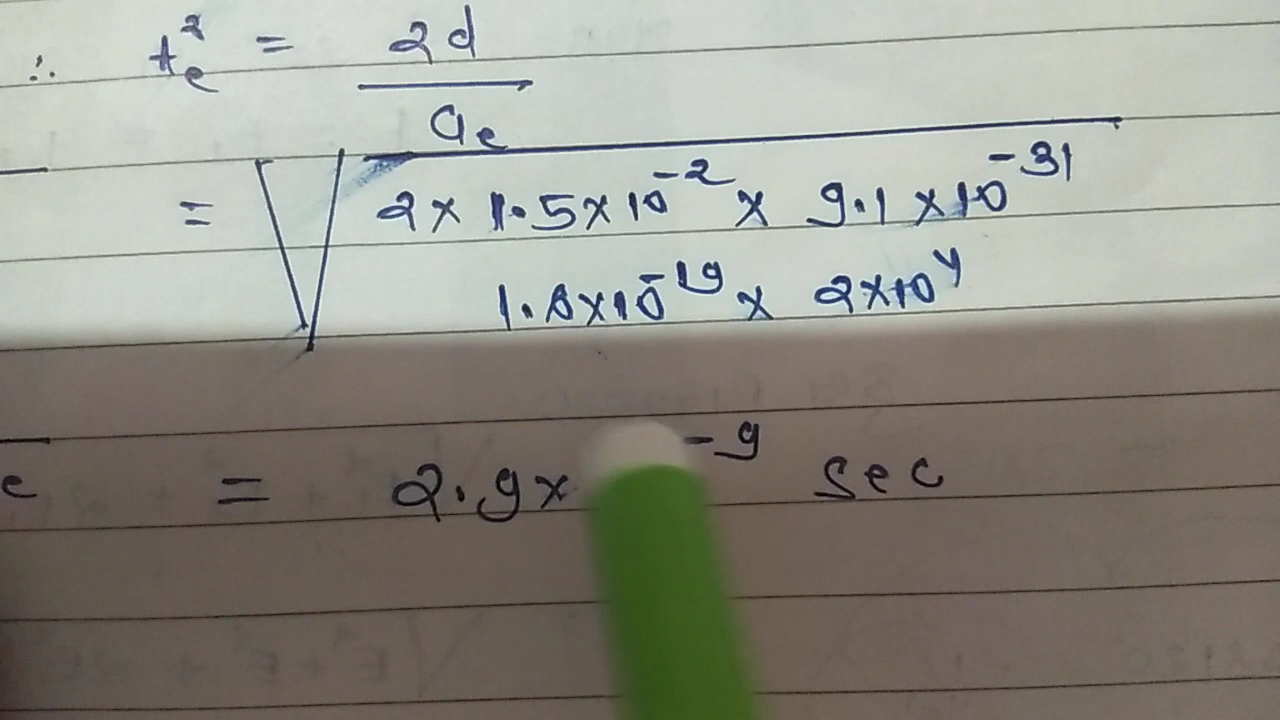 ∴ tₑ² = 2d
aₑ
= √ 2 × 1.5 × 10⁻² × 9.1 × 10⁻³¹
1.6 × 10⁻¹⁹ × 2 × 10⁴
e = 2.9 × ⁻⁹ sec